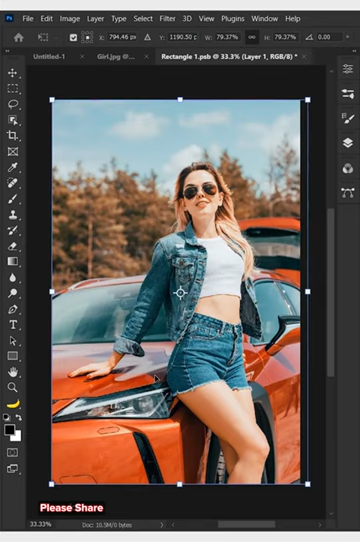 Ps File Edit Image Layer Type Select Filter 3D View Plugins Window Help
X: 794.46 px Y: 1190.50 p W: 79.37% H: 79.37% 0.00
Untitled-1 × Girl.jpg @... × Rectangle 1.psb @ 33.3% (Layer 1, RGB/8) * ×
Please Share
33.33% Doc: 10.5M/0 bytes